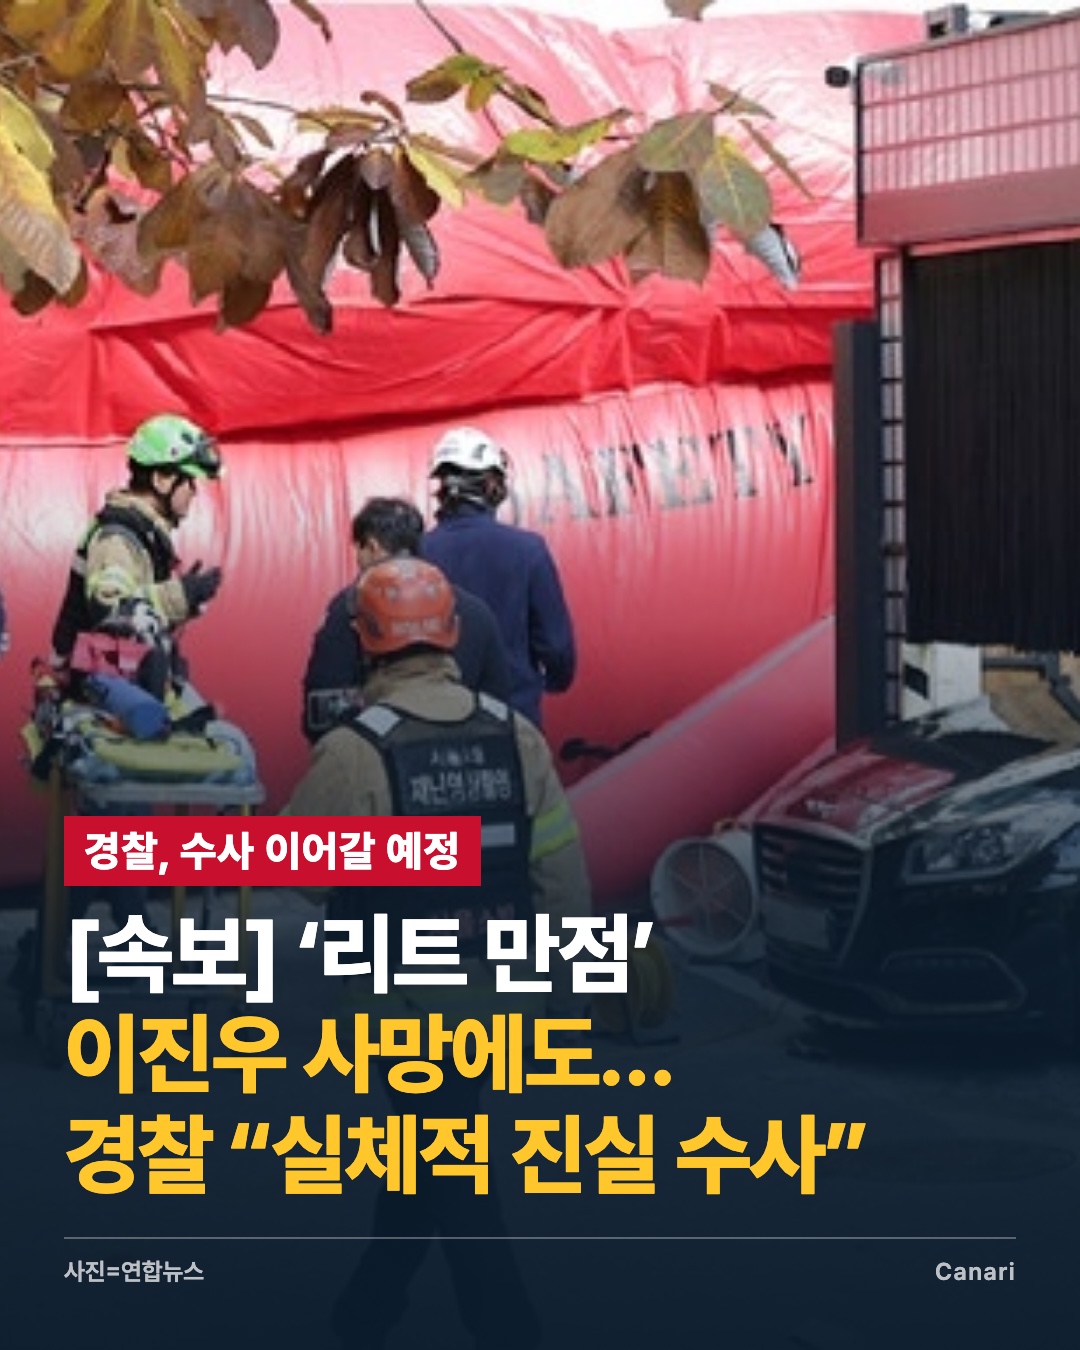 SAFETY
경찰, 수사 이어갈 예정
[속보] ‘리트 만점’
이진우 사망에도...
경찰 “실체적 진실 수사”
사진=연합뉴스
Canari